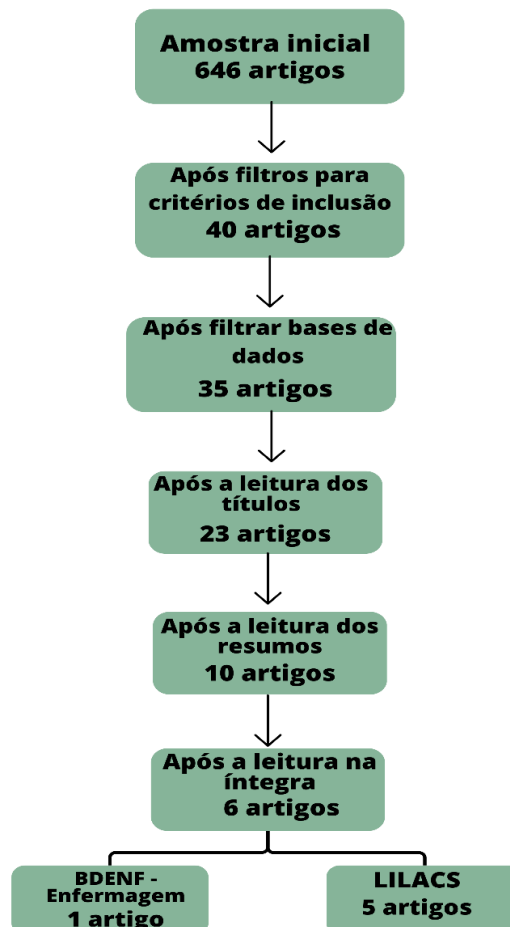 Amostra inicial
646 artigos
Após filtros para
critérios de inclusão
40 artigos
Após filtrar bases de
dados
35 artigos
Após a leitura dos
títulos
23 artigos
Após a leitura dos
resumos
10 artigos
Após a leitura na
íntegra
6 artigos
BDENF -
Enfermagem
1 artigo
LILACS
5 artigos